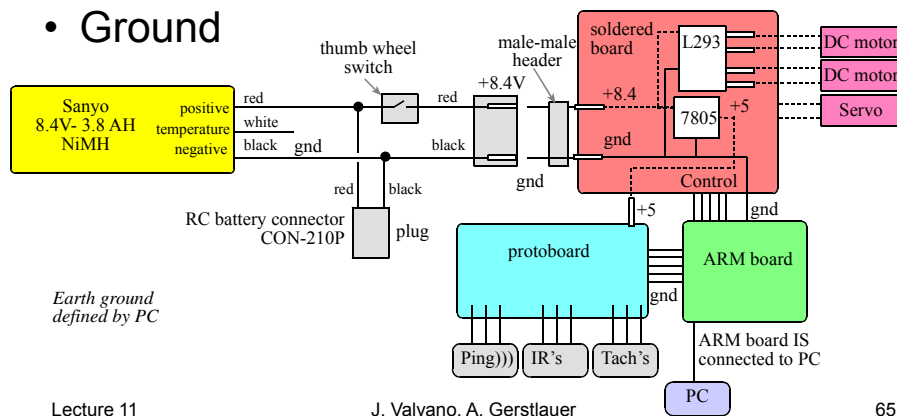 • Ground
thumb wheel
switch
male-male
header
+8.4V
soldered
board
L293
DC motor
DC motor
Servo
+8.4
7805
+5
Sanyo
8.4V- 3.8 AH
NiMH
positive
temperature
negative
red
white
black
gnd
red
black
gnd
gnd
Control
gnd
red
black
RC battery connector
CON-210P
plug
+5
protoboard
ARM board
gnd
Earth ground
defined by PC
Ping)))
IR's
Tach's
ARM board IS
connected to PC
PC
Lecture 11
J. Valvano, A. Gerstlauer
65